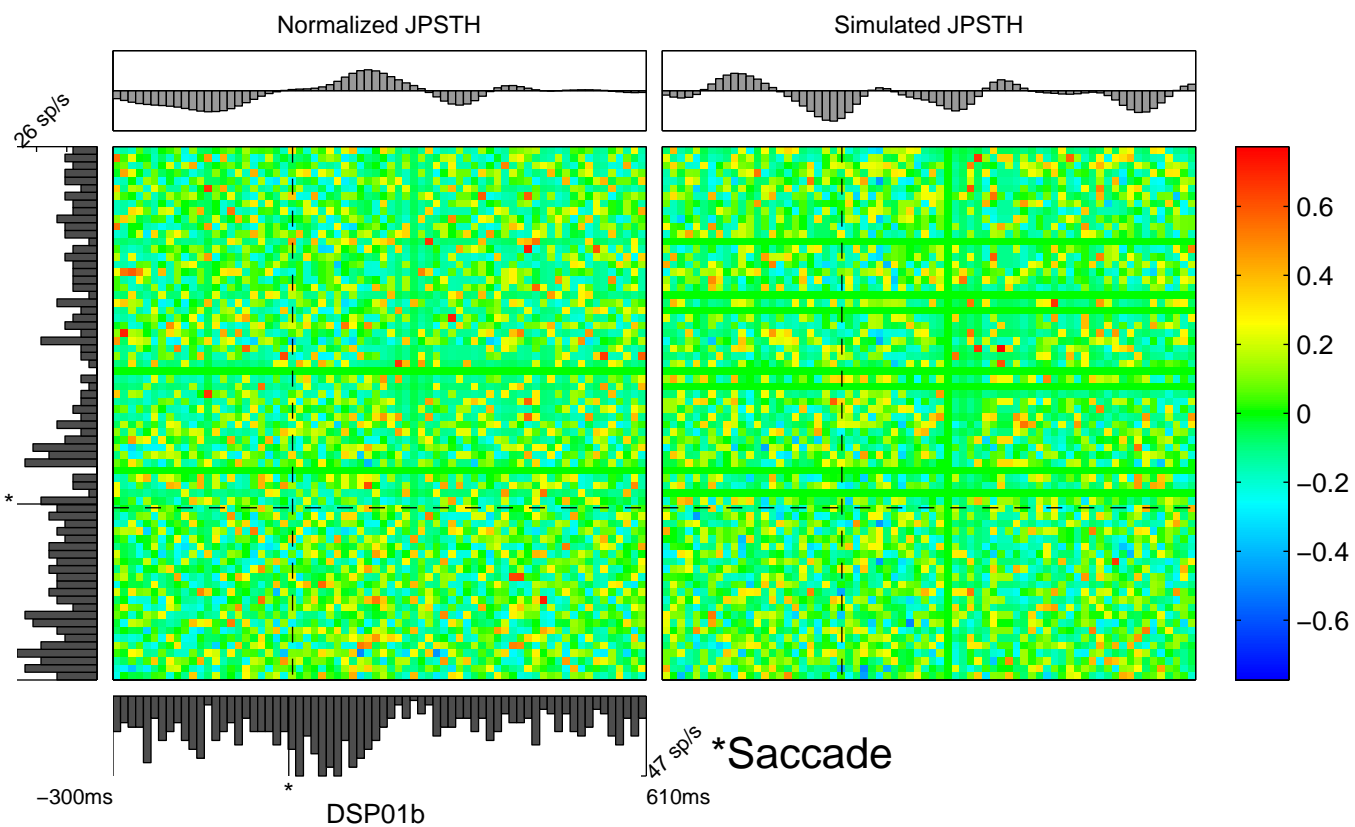 Normalized JPSTH
Simulated JPSTH
26 sp/s
0.6
0.4
0.2
0
−0.2
−0.4
−0.6
*
*
47 sp/s
*Saccade
−300ms
610ms
DSP01b